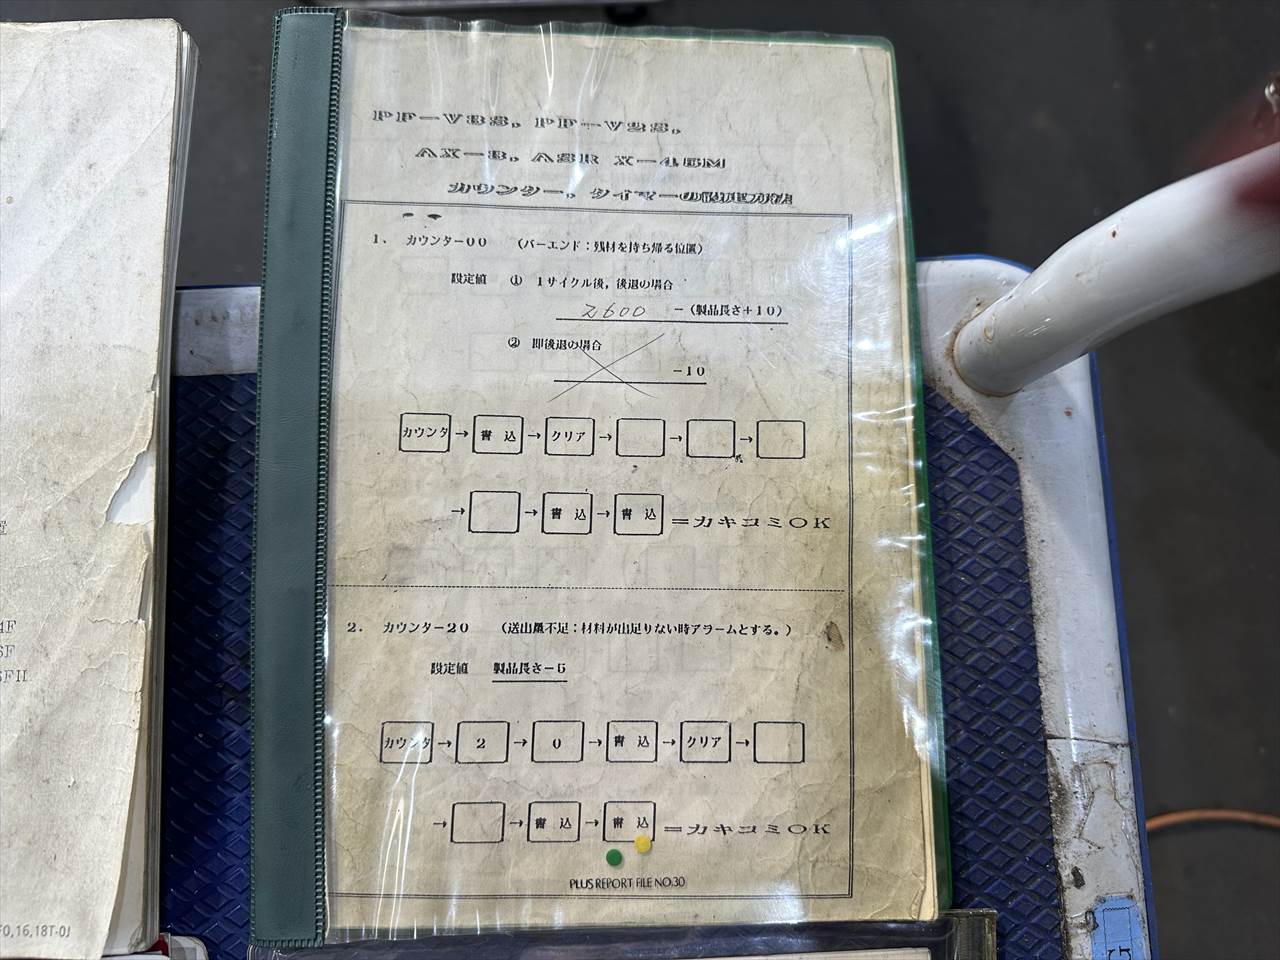 PF-V3S, PF-V2S,
AX-3, ASR X-45M
カウンター, タイマーの設定方法
1. カウンター00 (バーエンド:残材を持ち帰る位置)
設定値 ① 1サイクル後, 後退の場合
2600 -(製品長さ+10)
② 即後退の場合
-10
カウンタ → 書 込 → クリア → → →
→ → 書 込 → 書 込 =カキコミOK
2. カウンター20 (送出量不足:材料が出足りない時アラームとする。)
設定値 製品長さ-5
カウンタ → 2 → 0 → 書 込 → クリア →
→ → 書 込 → 書 込 =カキコミOK
PLUS REPORT FILE NO.30
FO,16,18T-0J